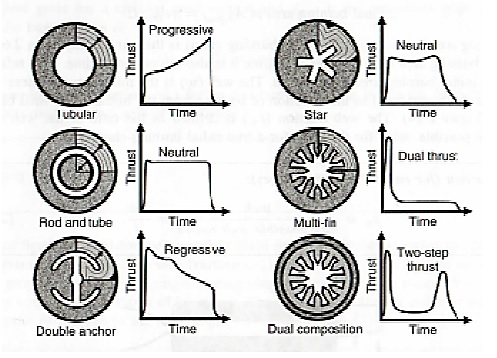 Thrust
Progressive
Time
Tubular
Thrust
Neutral
Time
Star
Thrust
Neutral
Time
Rod and tube
Thrust
Dual thrust
Time
Multi-fin
Thrust
Regressive
Time
Double anchor
Thrust
Two-step
thrust
Time
Dual composition